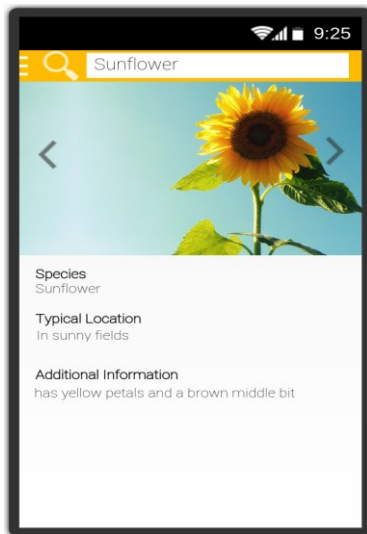 9:25
Sunflower
Species
Sunflower
Typical Location
In sunny fields
Additional Information
has yellow petals and a brown middle bit